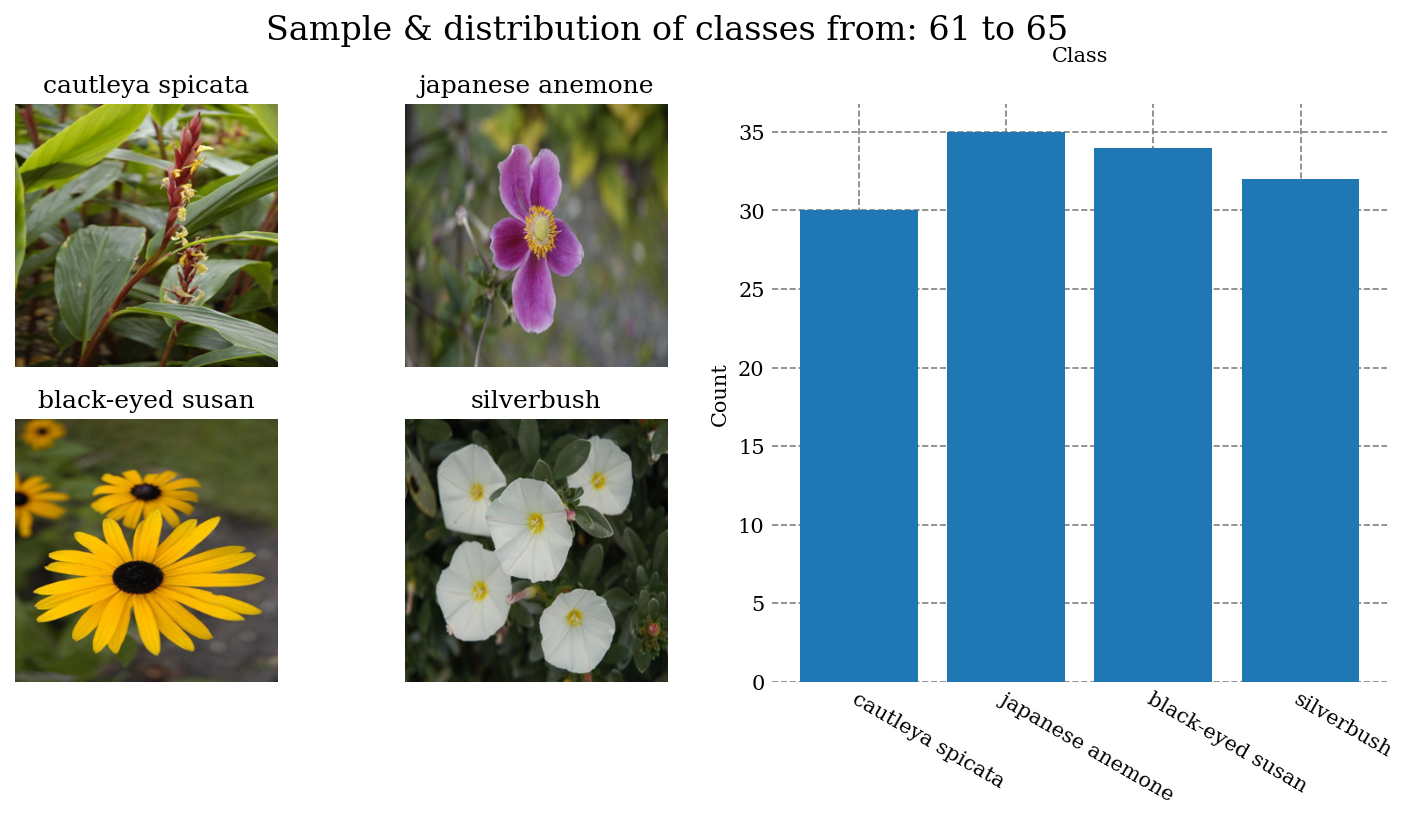 Sample & distribution of classes from: 61 to 65
cautleya spicata
japanese anemone
black-eyed susan
silverbush
Class
Count
35
30
25
20
15
10
5
0
cautleya spicata
japanese anemone
black-eyed susan
silverbush